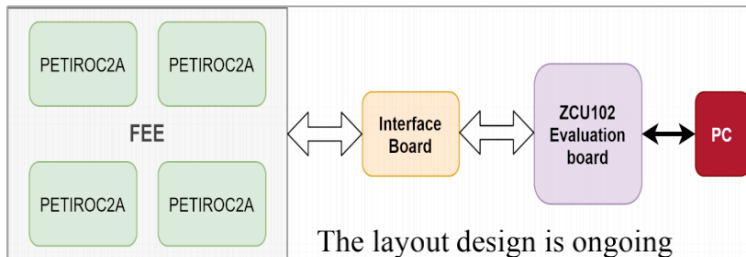 PETIROC2A PETIROC2A
FEE
PETIROC2A PETIROC2A
Interface
Board
ZCU102
Evaluation
board
PC
The layout design is ongoing